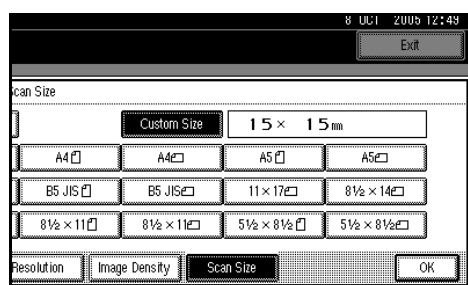 8 OCT 2005 12:49
Exit
Scan Size
Custom Size 15× 15mm
A4 A4 A5 A5
B5 JIS B5 JIS 11×17 8½×14
8½×11 8½×11 5½×8½ 5½×8½
Resolution Image Density Scan Size OK